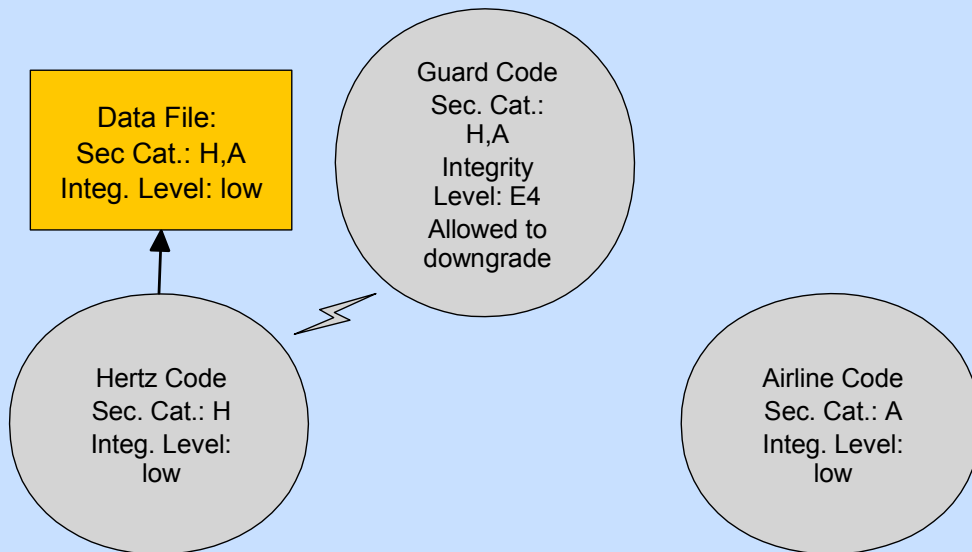 Data File:
Sec Cat.: H,A
Integ. Level: low
Guard Code
Sec. Cat.:
H,A
Integrity
Level: E4
Allowed to
downgrade
Hertz Code
Sec. Cat.: H
Integ. Level:
low
Airline Code
Sec. Cat.: A
Integ. Level:
low